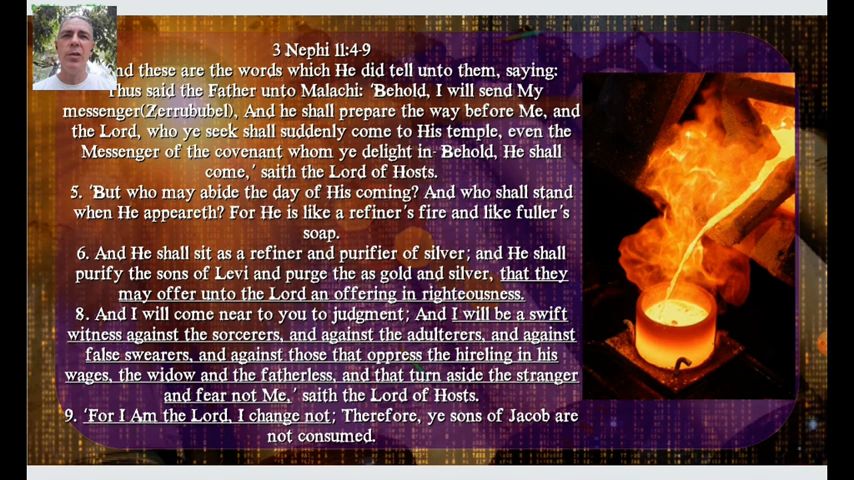 3 Nephi 11:4-9
nd these are the words which He did tell unto them, saying:
Thus said the Father unto Malachi: 'Behold, I will send My
messenger(Zerrububel), And he shall prepare the way before Me, and
the Lord, who ye seek shall suddenly come to His temple, even the
Messenger of the covenant whom ye delight in- Behold, He shall
come,' saith the Lord of Hosts.
5. 'But who may abide the day of His coming? And who shall stand
when He appeareth? For He is like a refiner's fire and like fuller's
soap.
6. And He shall sit as a refiner and purifier of silver; and He shall
purify the sons of Levi and purge the as gold and silver, that they
may offer unto the Lord an offering in righteousness.
8. And I will come near to you to judgment; And I will be a swift
witness against the sorcerers, and against the adulterers, and against
false swearers, and against those that oppress the hireling in his
wages, the widow and the fatherless, and that turn aside the stranger
and fear not Me,' saith the Lord of Hosts.
9. 'For I Am the Lord, I change not; Therefore, ye sons of Jacob are
not consumed.